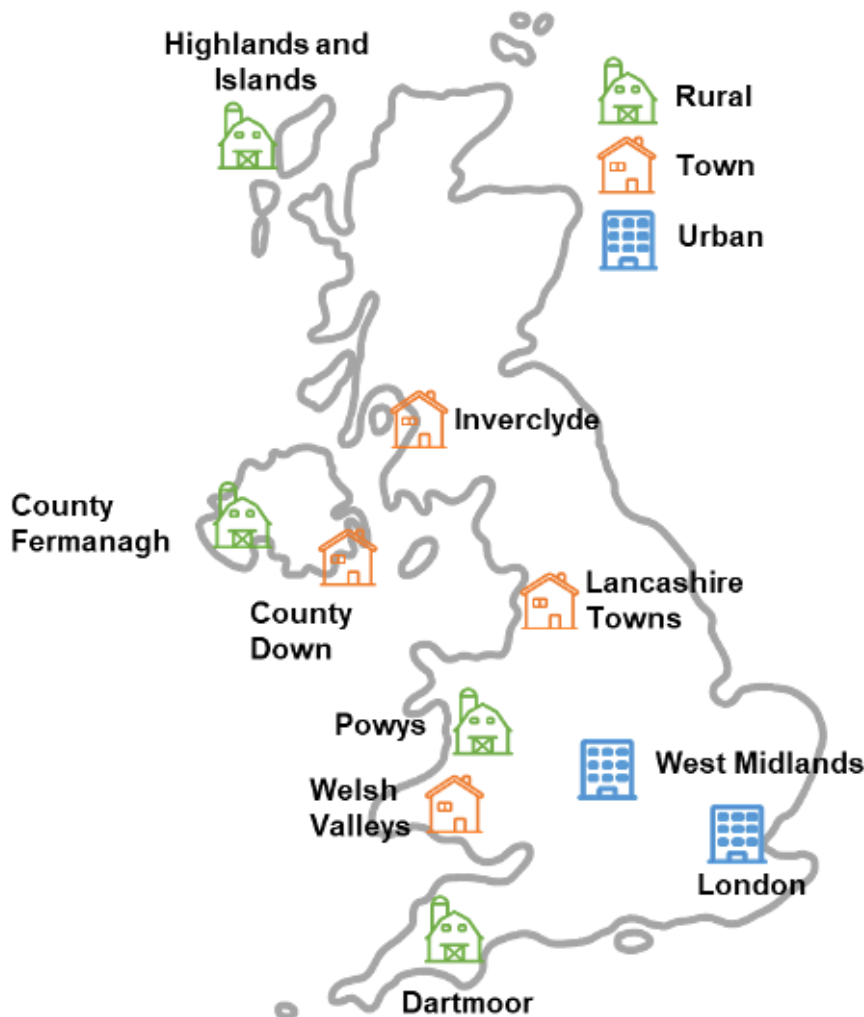 Highlands and
Islands
Rural
Town
Urban
Inverclyde
County
Fermanagh
County
Down
Lancashire
Towns
Powys
West Midlands
Welsh
Valleys
London
Dartmoor